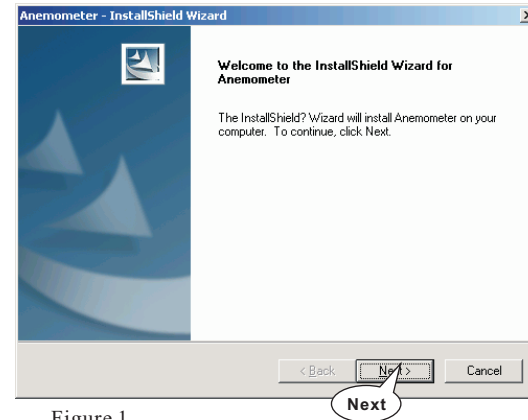 Anemometer - InstallShield Wizard
Welcome to the InstallShield Wizard for
Anemometer
The InstallShield? Wizard will install Anemometer on your
computer. To continue, click Next.
< Back
Next >
Cancel
Next
Figure 1